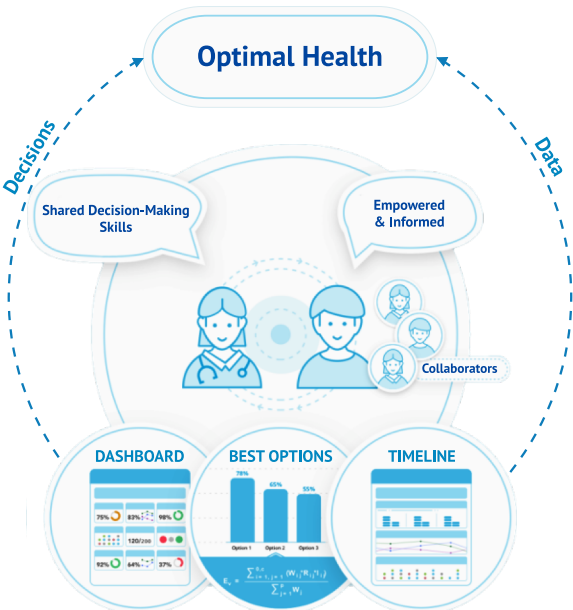 Optimal Health
Decisions
Data
Shared Decision-Making
Skills
Empowered
& Informed
Collaborators
DASHBOARD
75%
83%
98%
120/200
92%
64%
37%
BEST OPTIONS
78%
65%
55%
Option 1
Option 2
Option 3
TIMELINE